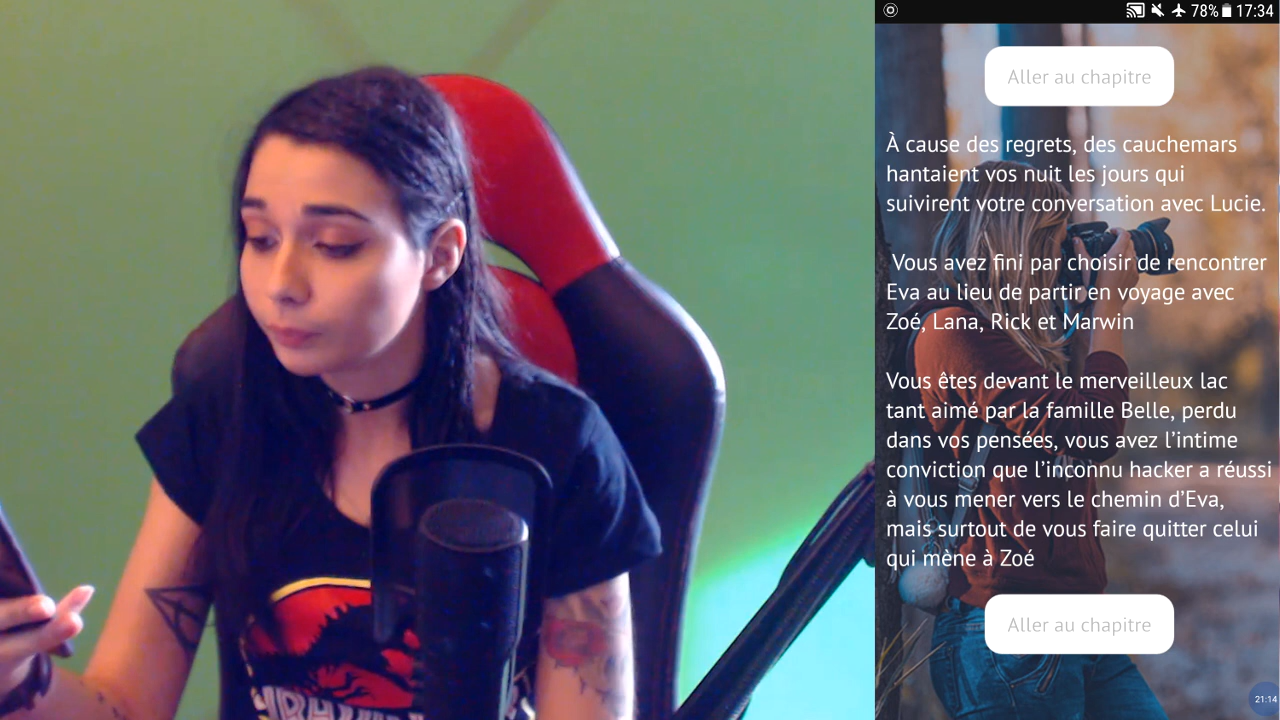 78% 17:34
Aller au chapitre
À cause des regrets, des cauchemars
hantaient vos nuit les jours qui
suivirent votre conversation avec Lucie.
Vous avez fini par choisir de rencontrer
Eva au lieu de partir en voyage avec
Zoé, Lana, Rick et Marwin
Vous êtes devant le merveilleux lac
tant aimé par la famille Belle, perdu
dans vos pensées, vous avez l’intime
conviction que l’inconnu hacker a réussi
à vous mener vers le chemin d’Eva,
mais surtout de vous faire quitter celui
qui mène à Zoé
Aller au chapitre
21:14